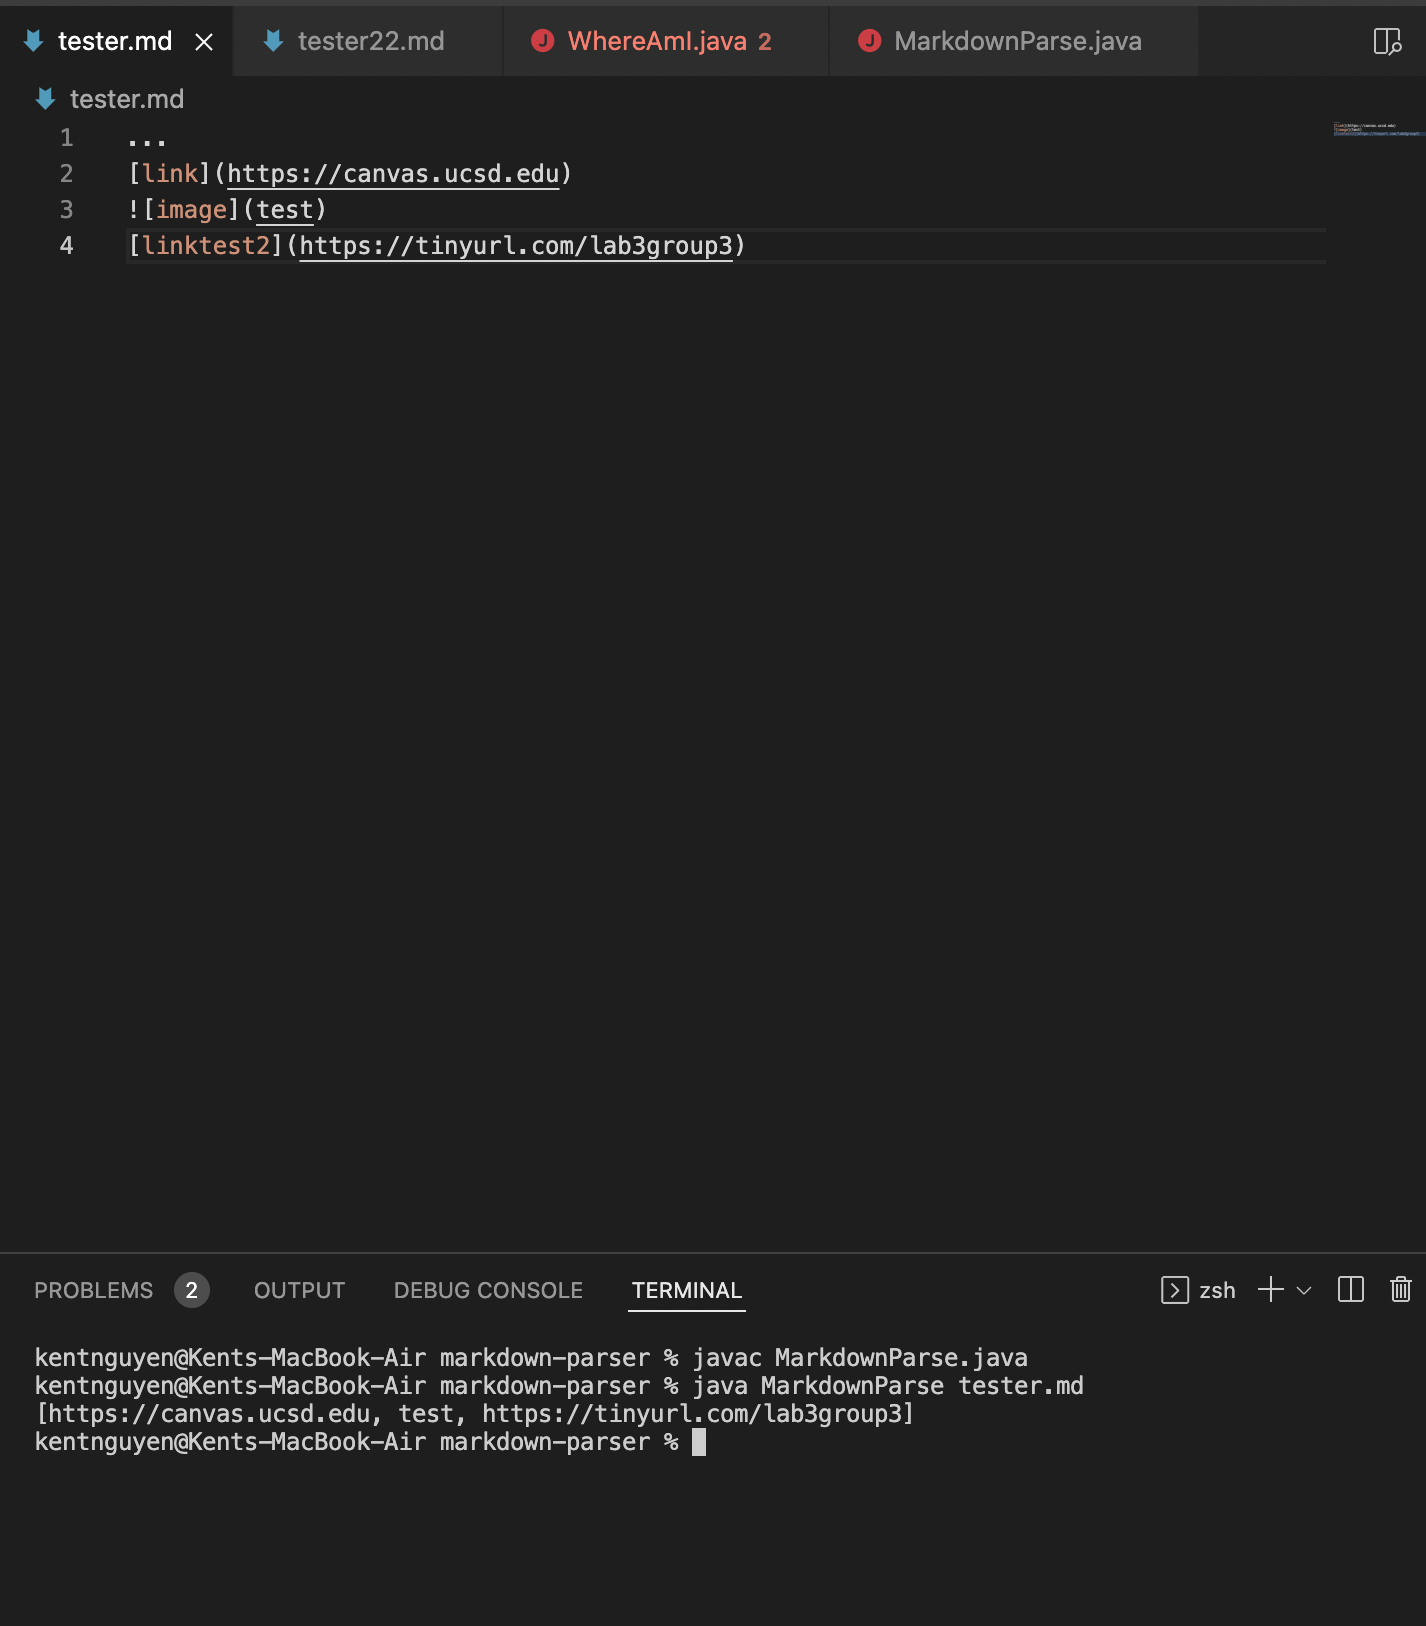 tester.md tester22.md WhereAmI.java 2 MarkdownParse.java
tester.md
1 ...
2 [link](https://canvas.ucsd.edu)
3 ![image](test)
4 [linktest2](https://tinyurl.com/lab3group3)
PROBLEMS 2 OUTPUT DEBUG CONSOLE TERMINAL zsh
kentnguyen@Kents-MacBook-Air markdown-parser % javac MarkdownParse.java
kentnguyen@Kents-MacBook-Air markdown-parser % java MarkdownParse tester.md
[https://canvas.ucsd.edu, test, https://tinyurl.com/lab3group3]
kentnguyen@Kents-MacBook-Air markdown-parser %